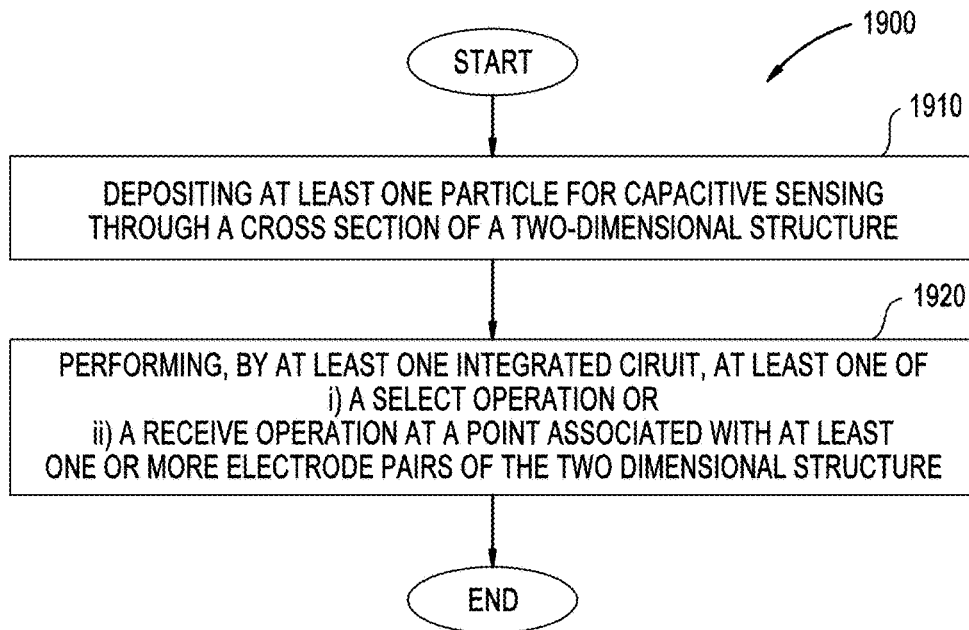 1900
START
1910
DEPOSITING AT LEAST ONE PARTICLE FOR CAPACITIVE SENSING
THROUGH A CROSS SECTION OF A TWO-DIMENSIONAL STRUCTURE
1920
PERFORMING, BY AT LEAST ONE INTEGRATED CIRUIT, AT LEAST ONE OF
i) A SELECT OPERATION OR
ii) A RECEIVE OPERATION AT A POINT ASSOCIATED WITH AT LEAST
ONE OR MORE ELECTRODE PAIRS OF THE TWO DIMENSIONAL STRUCTURE
END